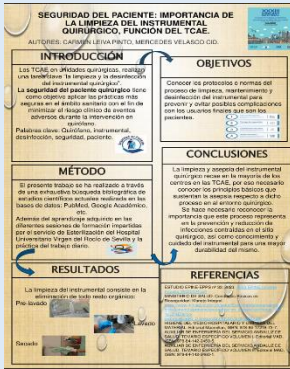 SEGURIDAD DEL PACIENTE: IMPORTANCIA DE
LA LIMPIEZA DEL INSTRUMENTAL
QUIRÚRGICO, FUNCIÓN DEL TCAE.
AUTORES. CARMEN LEIVA PINTO, MERCEDES VELASCO CID.
INTRODUCCIÓN
Los TCAE en unidades quirúrgicas, realizan
una tarea clave "la limpieza y la desinfección
del instrumental quirúrgico".
La seguridad del paciente quirúrgico tiene
como objetivo aplicar las prácticas más
seguras en el ámbito sanitario con el fin de
minimizar el riesgo clínico de eventos
adversos durante la intervención en
quirófano.
Palabras clave: Quirófano, instrumental,
desinfección, seguridad, paciente.
MÉTODO
El presente trabajo se ha realizado a través
de una exhaustiva búsqueda bibliográfica de
estudios científicos actuales realizada en las
bases de datos: PubMed, Google Académico,
etc.
Además del aprendizaje adquirido en las
diferentes sesiones de formación impartidas
por el servicio de Esterilización del Hospital
Universitario Virgen del Rocío de Sevilla y la
práctica del trabajo diario.
RESULTADOS
La limpieza del instrumental consiste en la
eliminación de todo resto orgánico:
Pre-lavado
Lavado
Secado
OBJETIVOS
Conocer los protocolos o normas del
proceso de limpieza, mantenimiento y
desinfección del instrumental para
prevenir y evitar posibles complicaciones
con los usuarios finales que son los
pacientes.
CONCLUSIONES
La limpieza y asepsia del instrumental
quirúrgico recae en la mayoría de los
centros en las TCAE, por eso necesario
conocer los principios básicos que
sustentan la asepsia respecto a dicho
proceso en el entorno quirúrgico.
Se hace necesario reconocer la
importancia que este proceso representa
en la prevención y reducción de
infecciones contraídas en el sitio
quirúrgico, así como conocimiento y
cuidado del instrumental para una mayor
durabilidad del mismo.
REFERENCIAS